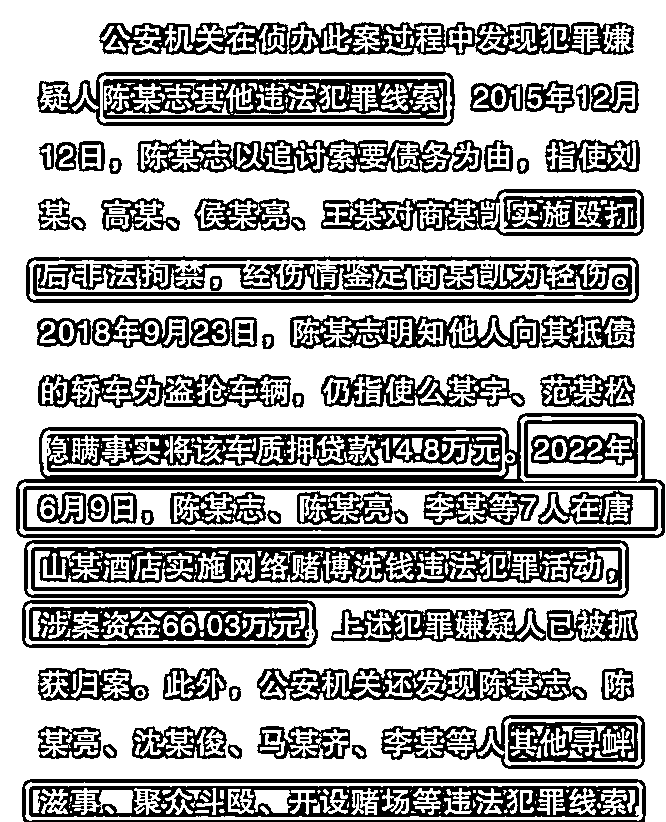 公安机关在侦办此案过程中发现犯罪嫌
疑人陈某志其他违法犯罪线索。2015年12月
12日，陈某志以追讨索要债务为由，指使刘
某、高某、侯某亮、王某对商某凯实施殴打
后非法拘禁，经伤情鉴定商某凯为轻伤。
2018年9月23日，陈某志明知他人向其抵债
的轿车为盗抢车辆，仍指使么某宇、范某松
隐瞒事实将该车质押贷款14.8万元。2022年
6月9日，陈某志、陈某亮、李某等7人在唐
山某酒店实施网络赌博洗钱违法犯罪活动，
涉案资金66.03万元。上述犯罪嫌疑人已被抓
获归案。此外，公安机关还发现陈某志、陈
某亮、沈某俊、马某齐、李某等人其他寻衅
滋事、聚众斗殴、开设赌场等违法犯罪线索，